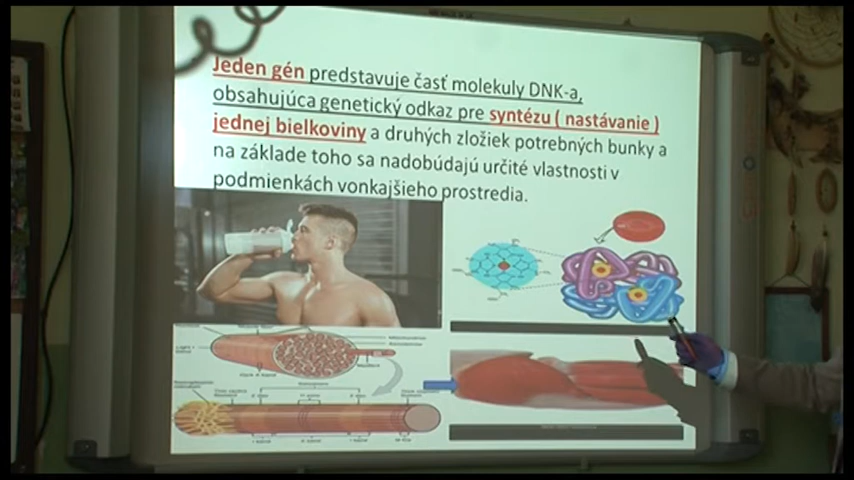 Jeden gén predstavuje časť molekuly DNK-a,
obsahujúca genetický odkaz pre syntézu ( nastávanie )
jednej bielkoviny a druhých zložiek potrebných bunky a
na základe toho sa nadobúdajú určité vlastnosti v
podmienkách vonkajšieho prostredia.